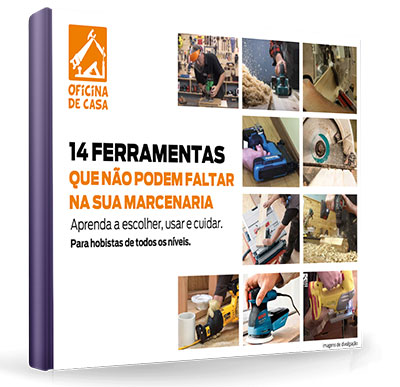 OFICINA
DE CASA
14 FERRAMENTAS
QUE NÃO PODEM FALTAR
NA SUA MARCENARIA
Aprenda a escolher, usar e cuidar.
Para hobistas de todos os níveis.
Imagens de divulgação.